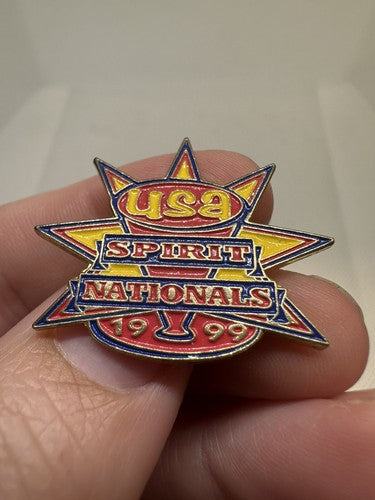 usa
SPIRIT
NATIONALS
1999